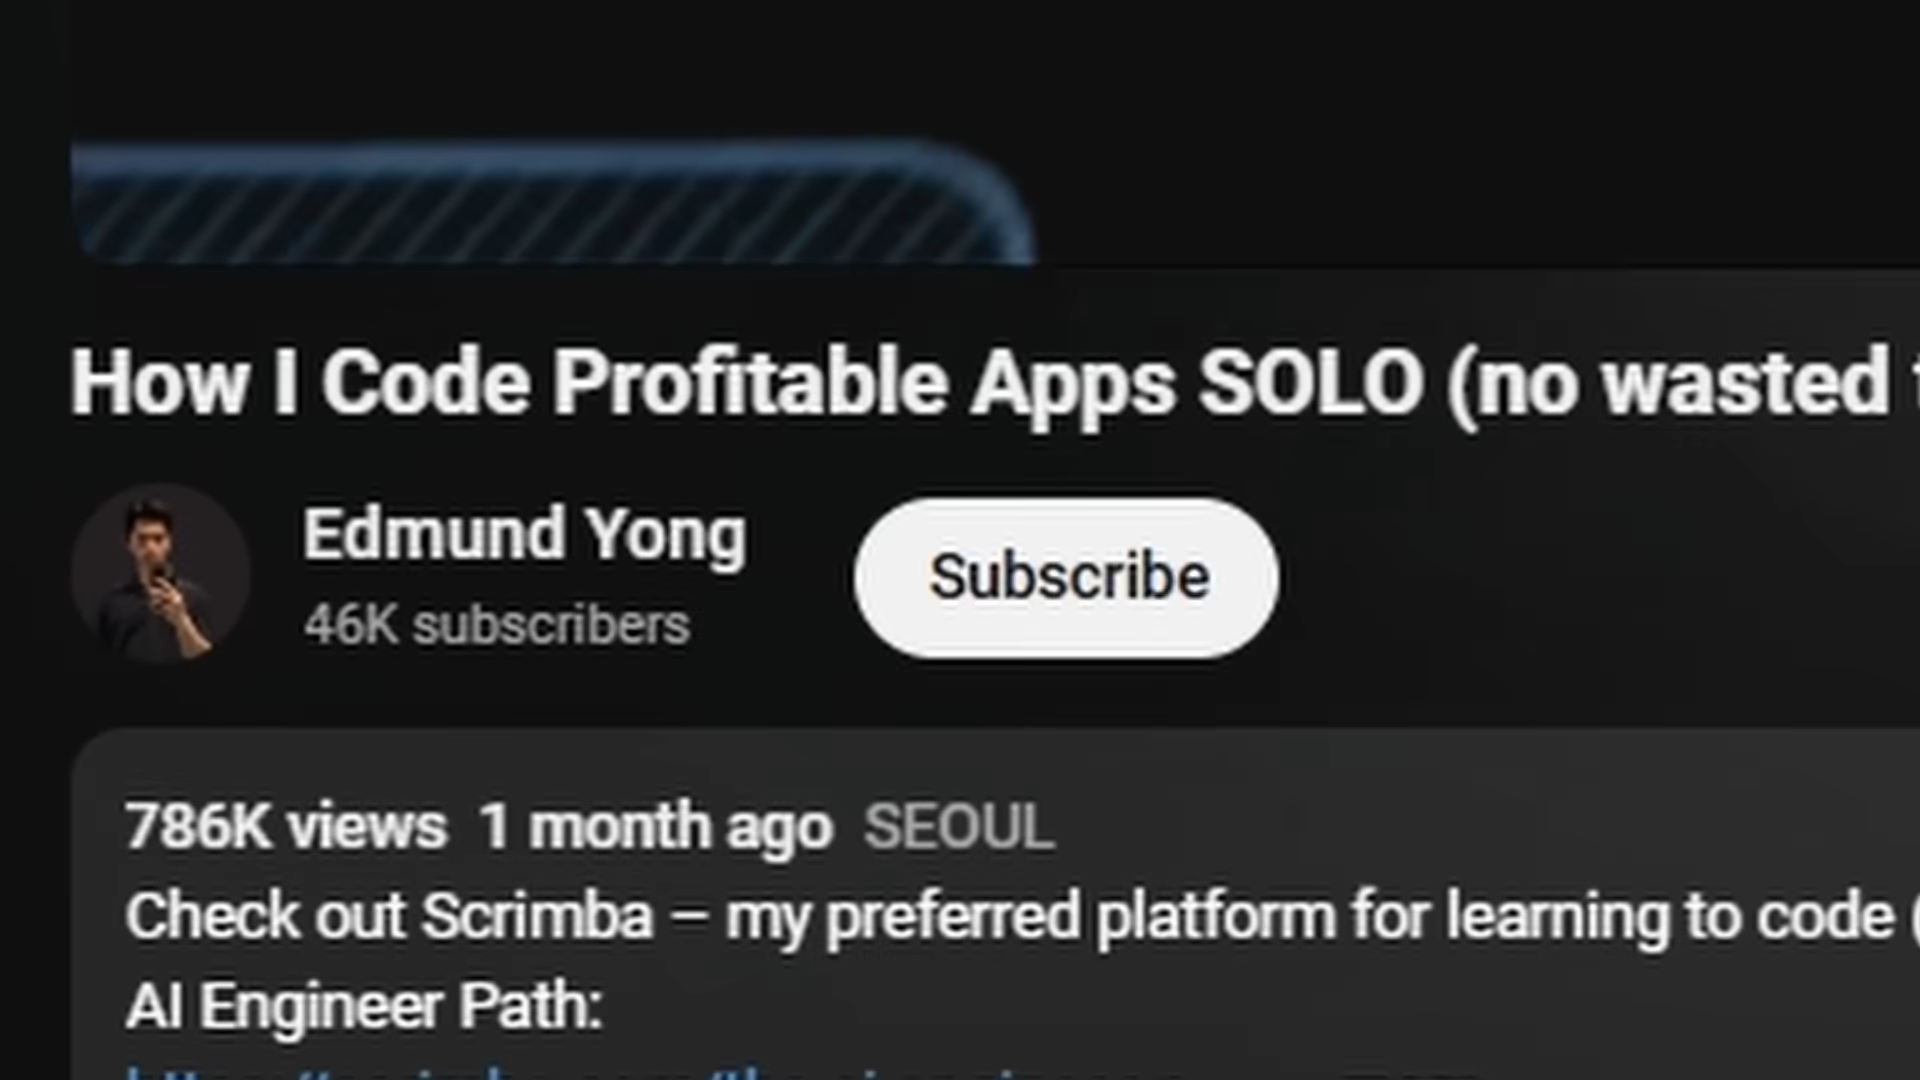 How I Code Profitable Apps SOLO (no wasted
Edmund Yong
46K subscribers
Subscribe
786K views 1 month ago SEOUL
Check out Scrimba – my preferred platform for learning to code (
AI Engineer Path: